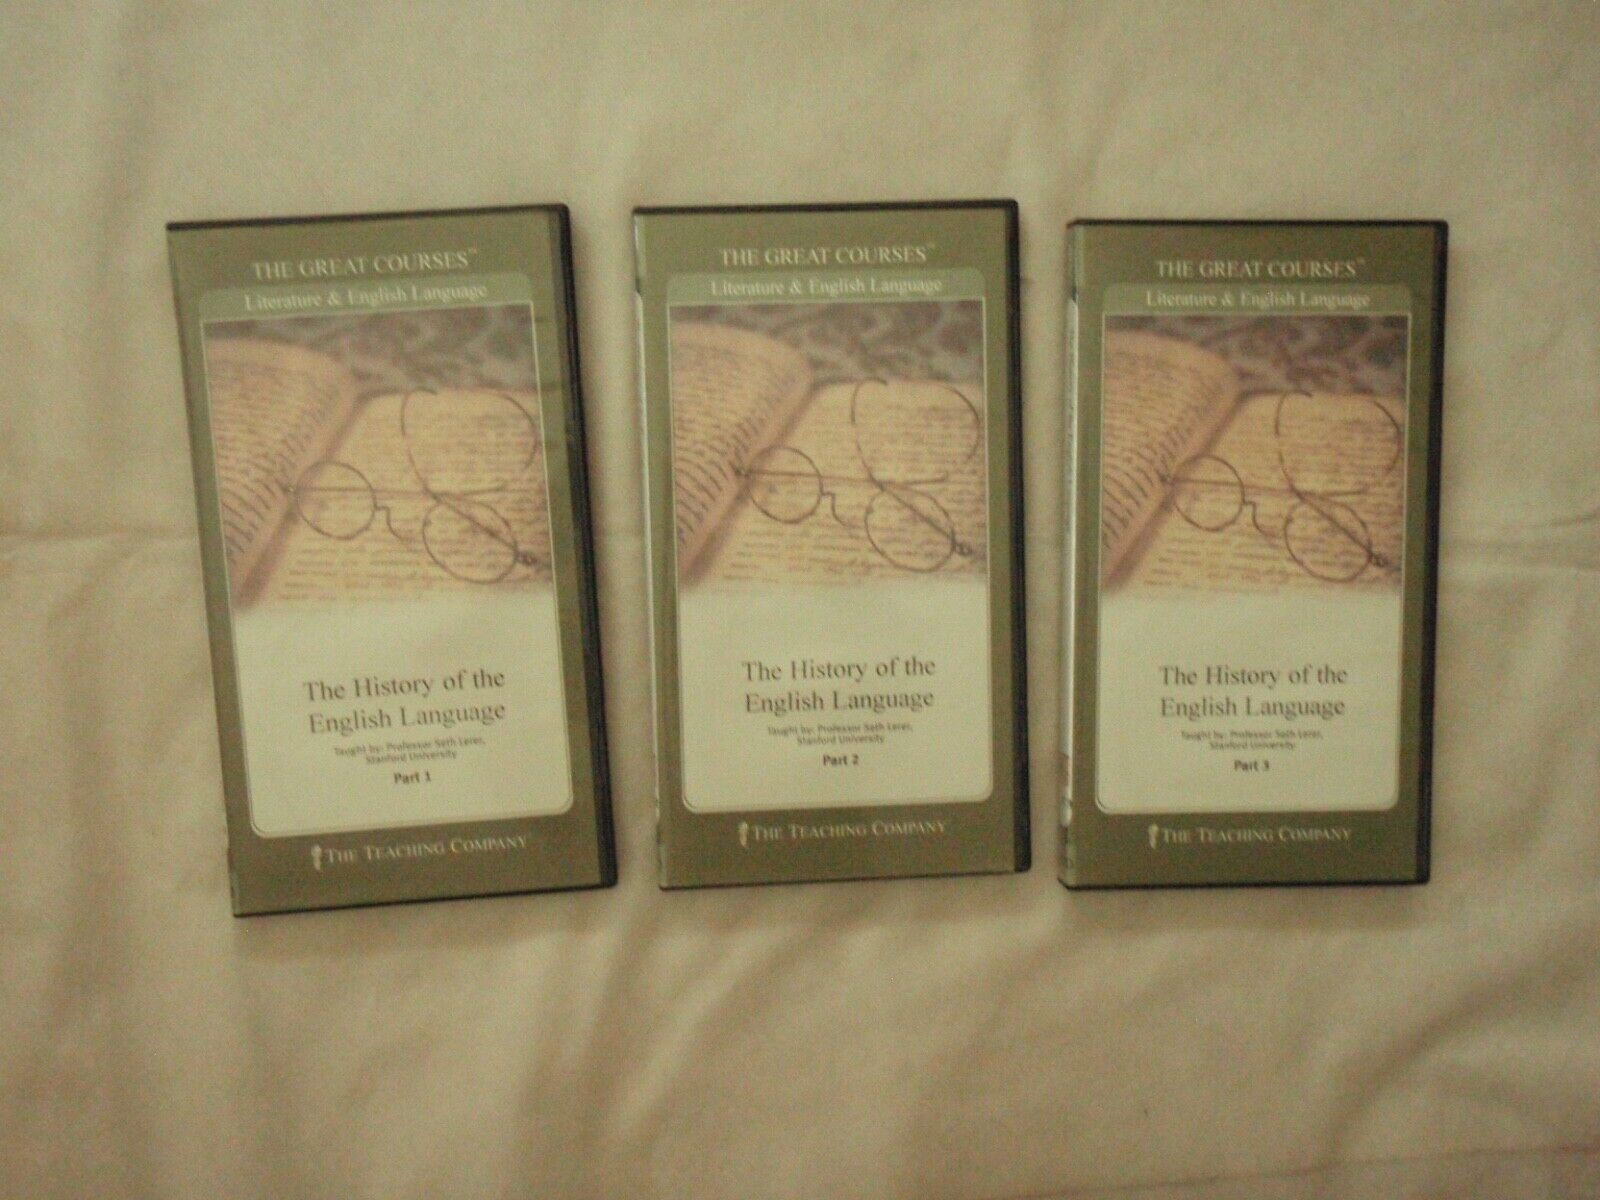 THE GREAT COURSES™
Literature & English Language
The History of the
English Language
Taught by: Professor Seth Lerer,
Stanford University
Part 1
THE TEACHING COMPANY
THE GREAT COURSES™
Literature & English Language
The History of the
English Language
Taught by: Professor Seth Lerer,
Stanford University
Part 2
THE TEACHING COMPANY
THE GREAT COURSES™
Literature & English Language
The History of the
English Language
Taught by: Professor Seth Lerer,
Stanford University
Part 3
THE TEACHING COMPANY